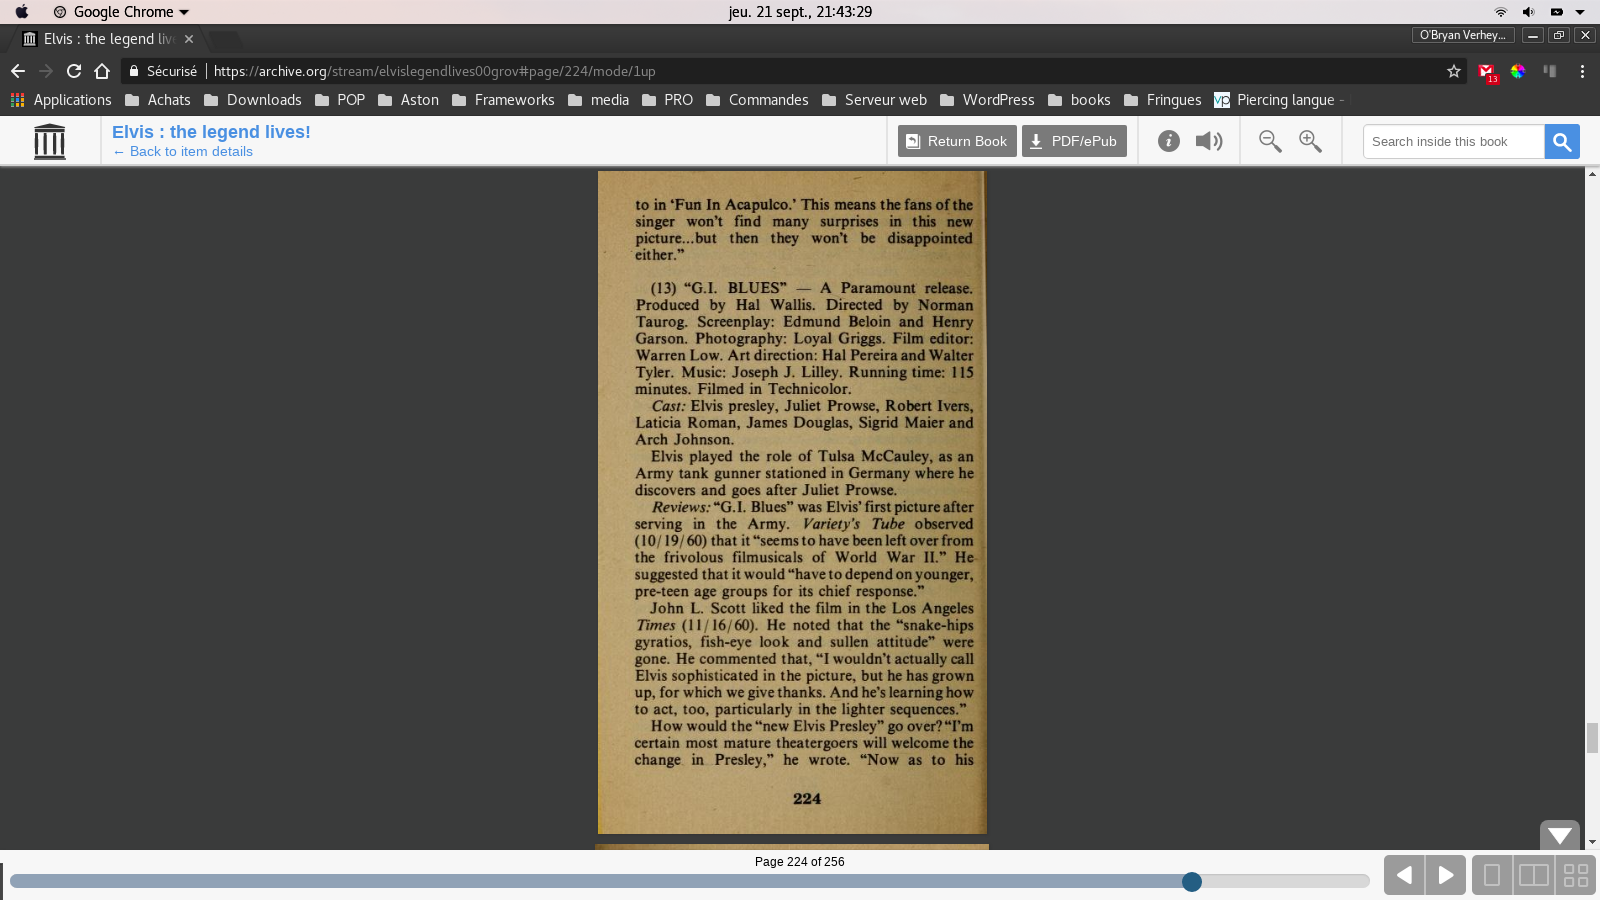 Google Chrome
jeu. 21 sept., 21:43:29
Elvis : the legend liv
O'Bryan Verhey...
Sécurisé
https://archive.org/stream/elvislegendlives00grov#page/224/mode/1up
13
Applications
Achats
Downloads
POP
Aston
Frameworks
media
PRO
Commandes
Serveur web
WordPress
books
Fringues
vp
Piercing langue -
Elvis : the legend lives!
← Back to item details
Return Book
PDF/ePub
Search inside this book
to in ‘Fun In Acapulco.’ This means the fans of the
singer won’t find many surprises in this new
picture...but then they won’t be disappointed
either.”
(13) “G.I. BLUES” — A Paramount release.
Produced by Hal Wallis. Directed by Norman
Taurog. Screenplay: Edmund Beloin and Henry
Garson. Photography: Loyal Griggs. Film editor:
Warren Low. Art direction: Hal Pereira and Walter
Tyler. Music: Joseph J. Lilley. Running time: 115
minutes. Filmed in Technicolor.
Cast: Elvis presley, Juliet Prowse, Robert Ivers,
Laticia Roman, James Douglas, Sigrid Maier and
Arch Johnson.
Elvis played the role of Tulsa McCauley, as an
Army tank gunner stationed in Germany where he
discovers and goes after Juliet Prowse.
Reviews: “G.I. Blues” was Elvis’ first picture after
serving in the Army. Variety’s Tube observed
(10/19/60) that it “seems to have been left over from
the frivolous filmusicals of World War II.” He
suggested that it would “have to depend on younger,
pre-teen age groups for its chief response.”
John L. Scott liked the film in the Los Angeles
Times (11/16/60). He noted that the “snake-hips
gyratios, fish-eye look and sullen attitude” were
gone. He commented that, “I wouldn’t actually call
Elvis sophisticated in the picture, but he has grown
up, for which we give thanks. And he’s learning how
to act, too, particularly in the lighter sequences.”
How would the “new Elvis Presley” go over? “I’m
certain most mature theatergoers will welcome the
change in Presley,” he wrote. “Now as to his
224
Page 224 of 256